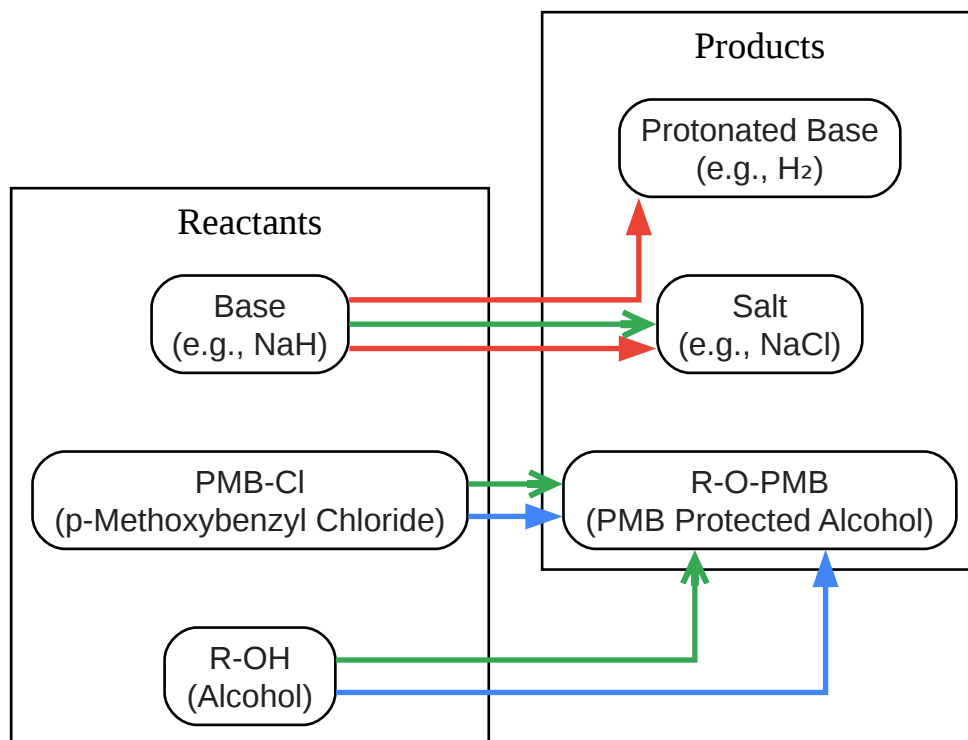 Products
Protonated Base
(e.g., H₂)
Reactants
Base
(e.g., NaH)
Salt
(e.g., NaCl)
PMB-Cl
(p-Methoxybenzyl Chloride)
R-O-PMB
(PMB Protected Alcohol)
R-OH
(Alcohol)